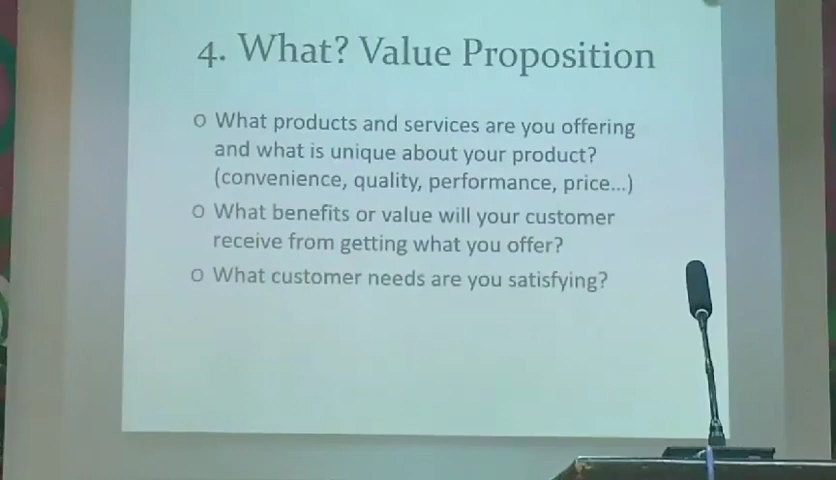 4. What? Value Proposition
o What products and services are you offering
and what is unique about your product?
(convenience, quality, performance, price...)
o What benefits or value will your customer
receive from getting what you offer?
o What customer needs are you satisfying?